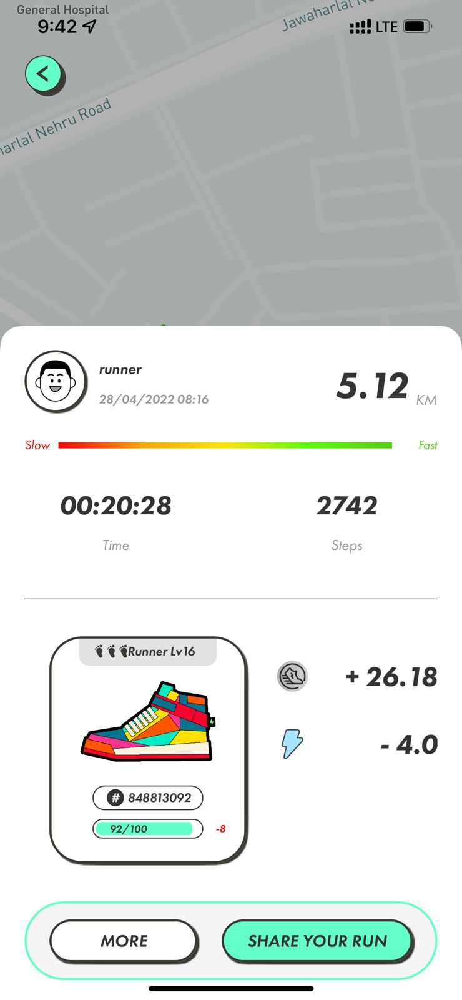 General Hospital
9:42
LTE
Jawaharlal
Nehru Road
runner
28/04/2022 08:16
5.12 KM
Slow
Fast
00:20:28
2742
Time
Steps
Runner Lv16
+ 26.18
- 4.0
# 848813092
92/100
-8
MORE
SHARE YOUR RUN